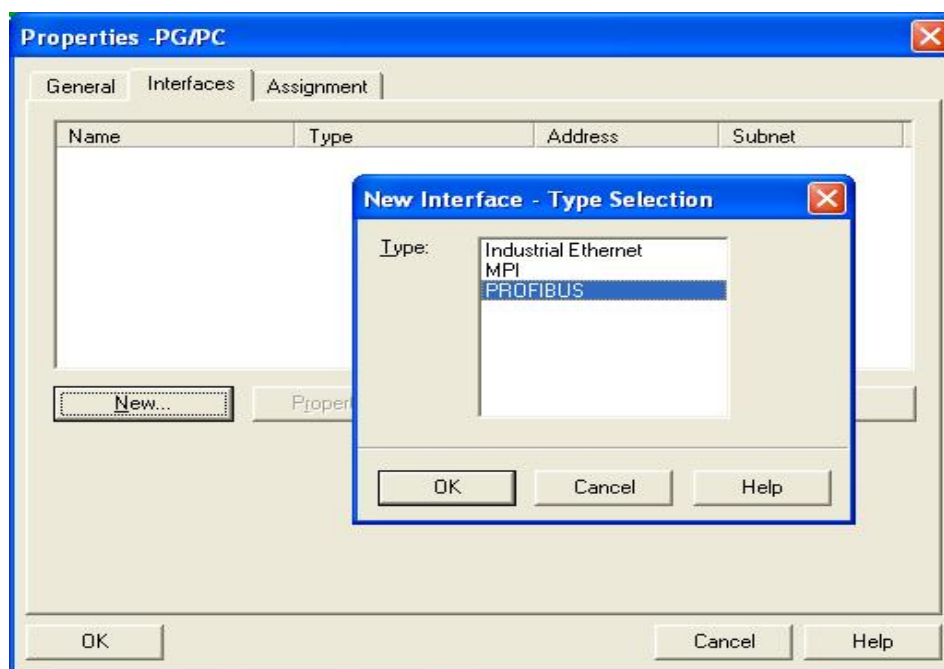 Properties -PG/PC
General Interfaces Assignment
Name Type Address Subnet
New Interface - Type Selection
Type:
Industrial Ethernet
MPI
PROFIBUS
New...
OK Cancel Help
OK Cancel Help